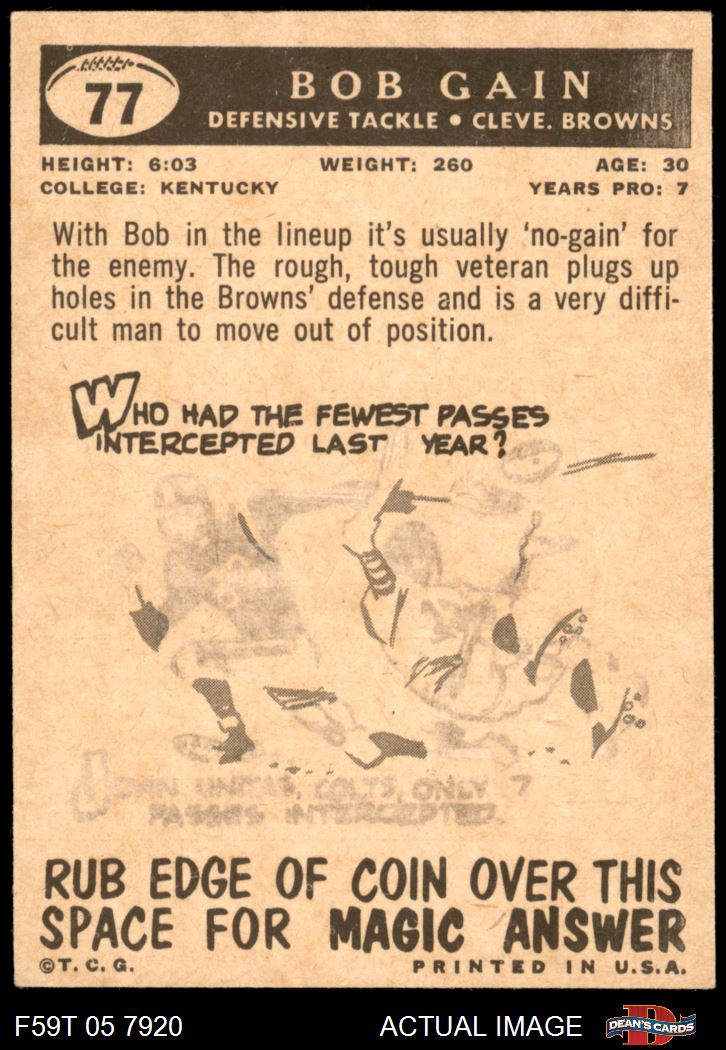 77
BOB GAIN
DEFENSIVE TACKLE • CLEVE. BROWNS
HEIGHT: 6:03 WEIGHT: 260 AGE: 30
COLLEGE: KENTUCKY YEARS PRO: 7
With Bob in the lineup it's usually 'no-gain' for
the enemy. The rough, tough veteran plugs up
holes in the Browns' defense and is a very diffi-
cult man to move out of position.
WHO HAD THE FEWEST PASSES
INTERCEPTED LAST YEAR?
JOHN UNITAS, COLTS, ONLY 7
PASSES INTERCEPTED.
RUB EDGE OF COIN OVER THIS
SPACE FOR MAGIC ANSWER
©T. C. G. PRINTED IN U.S.A.
F59T 05 7920 ACTUAL IMAGE D DEAN'S CARDS